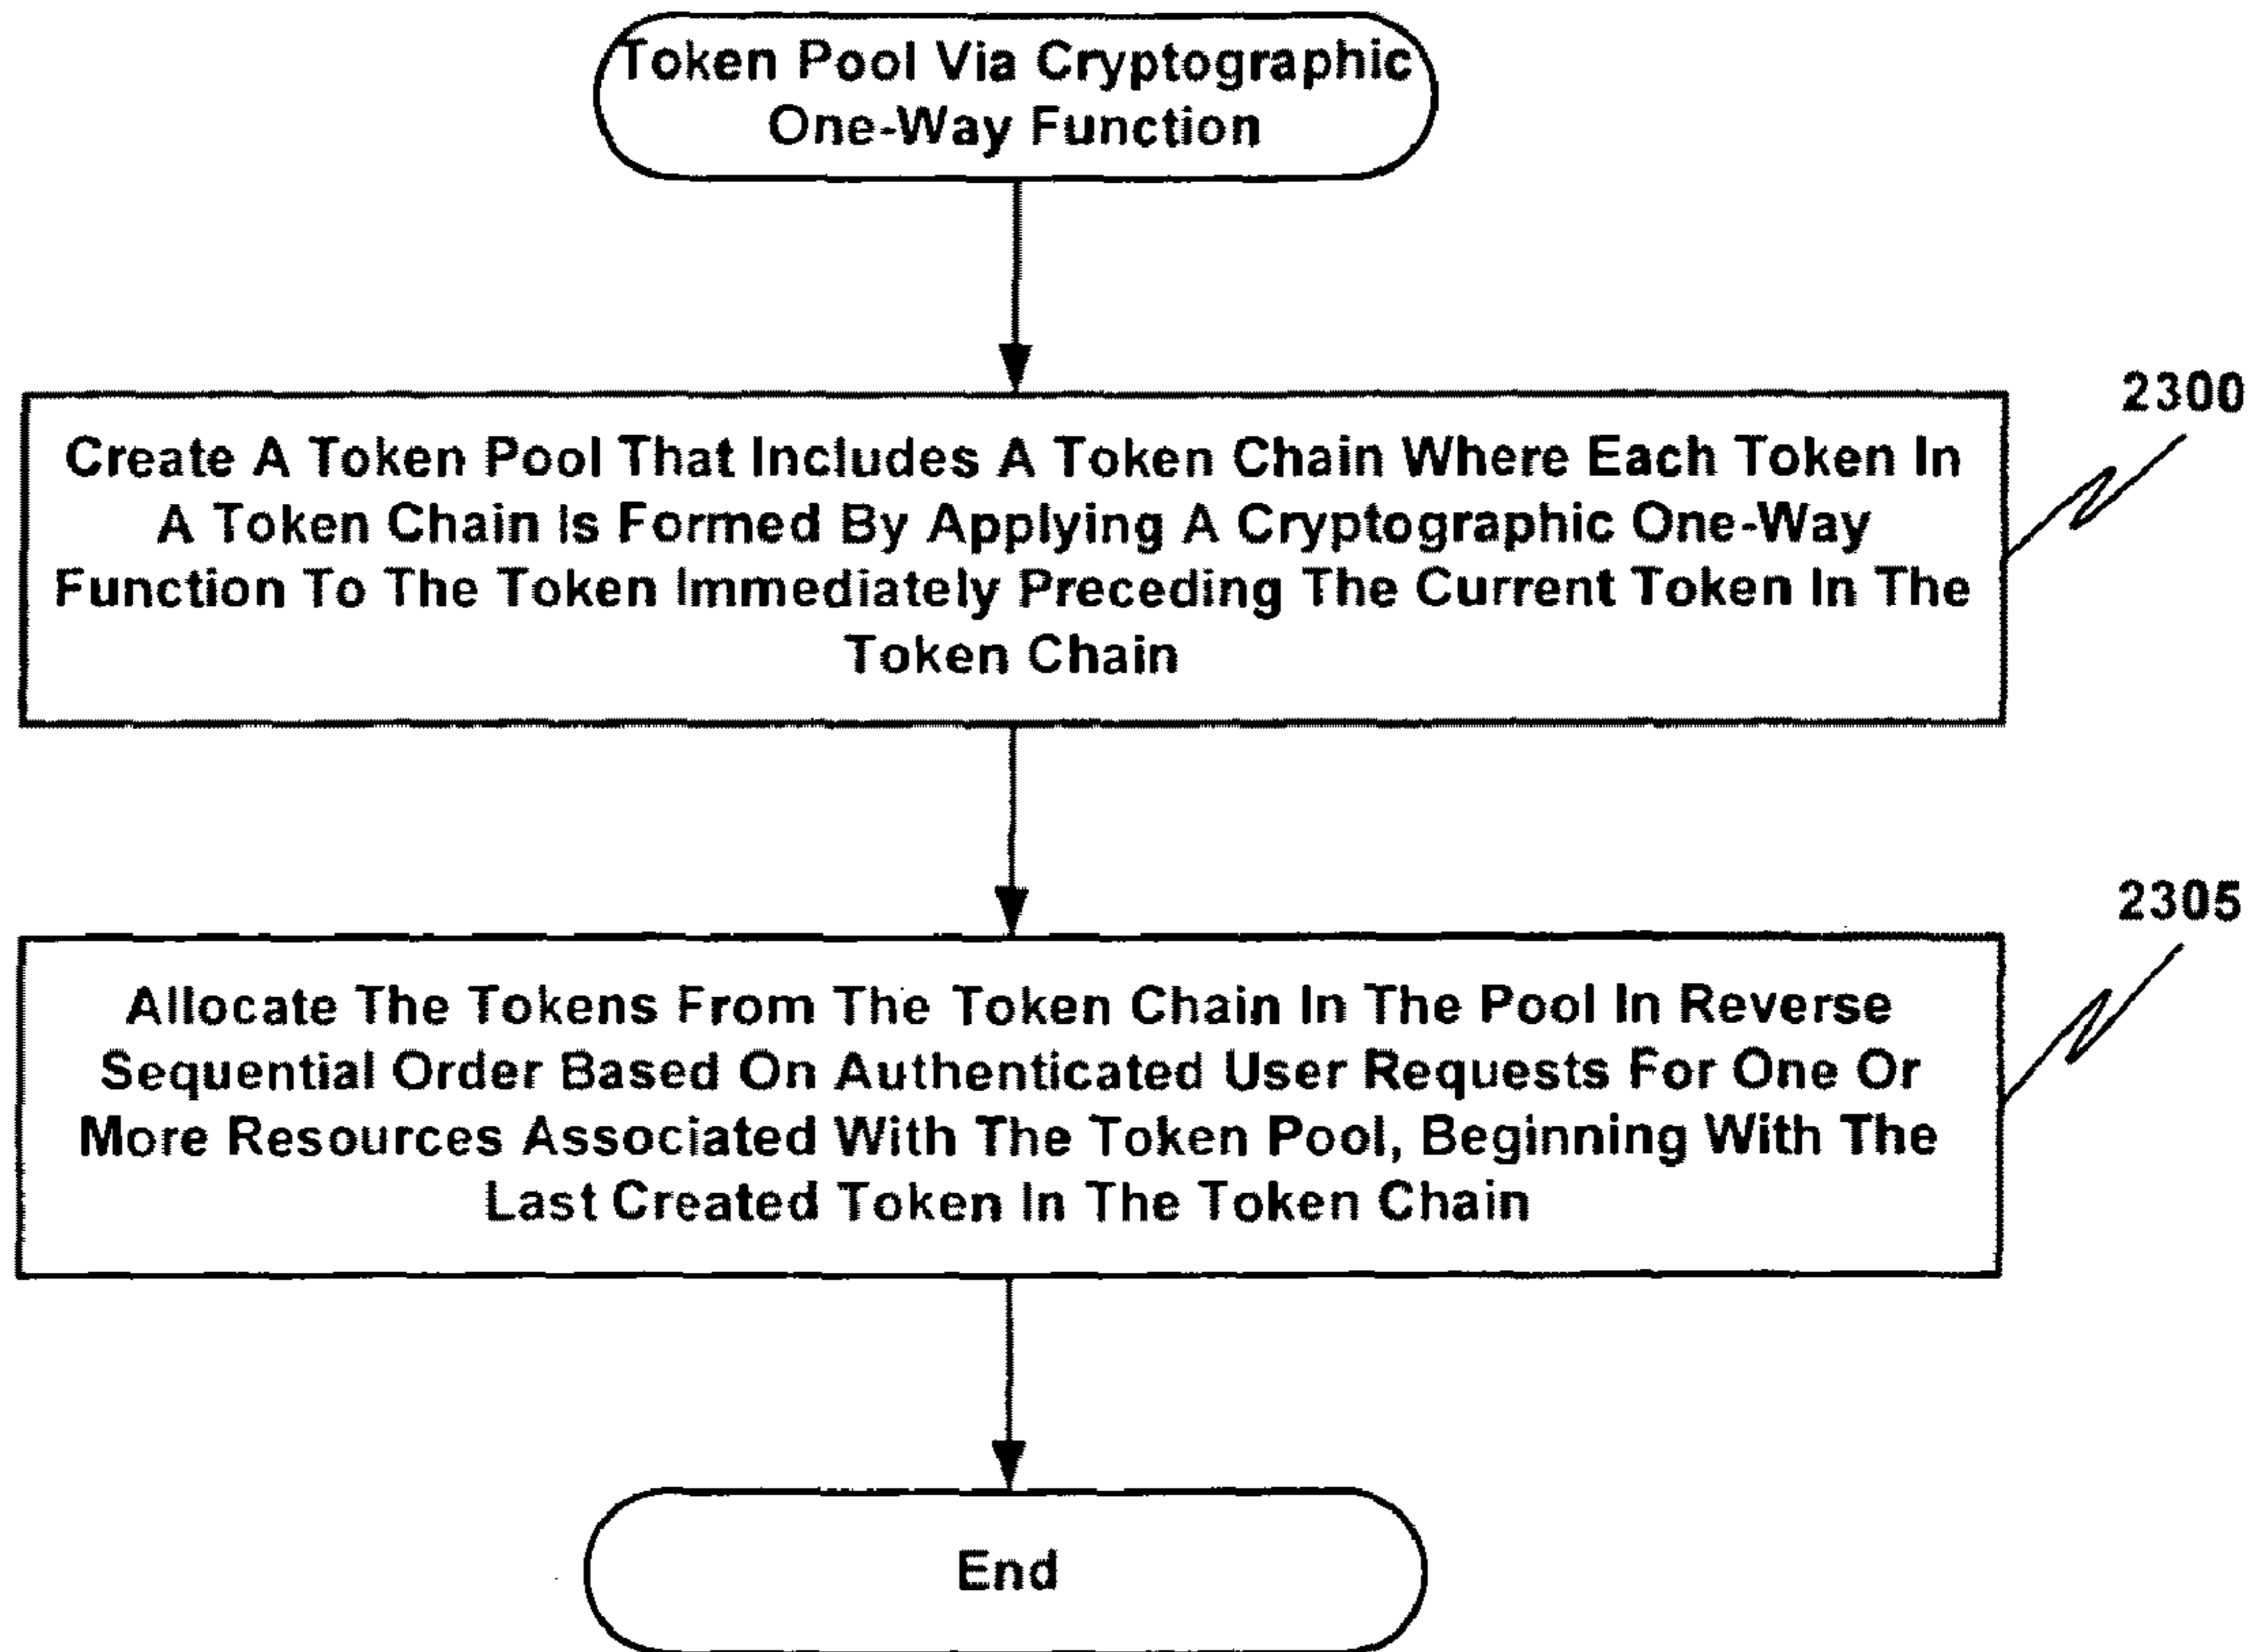 Token Pool Via Cryptographic
One-Way Function
2300
Create A Token Pool That Includes A Token Chain Where Each Token In
A Token Chain Is Formed By Applying A Cryptographic One-Way
Function To The Token Immediately Preceding The Current Token In The
Token Chain
2305
Allocate The Tokens From The Token Chain In The Pool In Reverse
Sequential Order Based On Authenticated User Requests For One Or
More Resources Associated With The Token Pool, Beginning With The
Last Created Token In The Token Chain
End